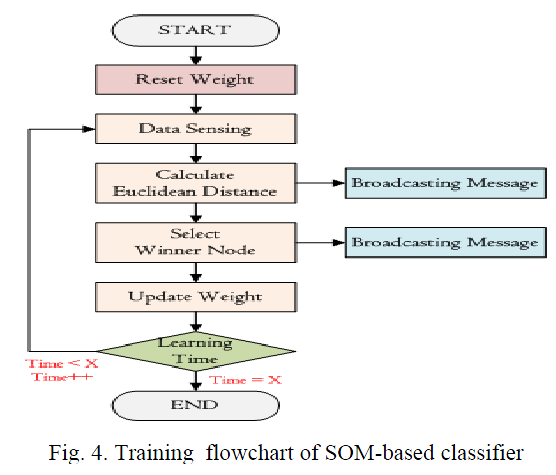 START
Reset Weight
Data Sensing
Calculate
Euclidean Distance
Broadcasting Message
Select
Winner Node
Broadcasting Message
Update Weight
Learning
Time
Time < X
Time++
Time = X
END
Fig. 4. Training flowchart of SOM-based classifier